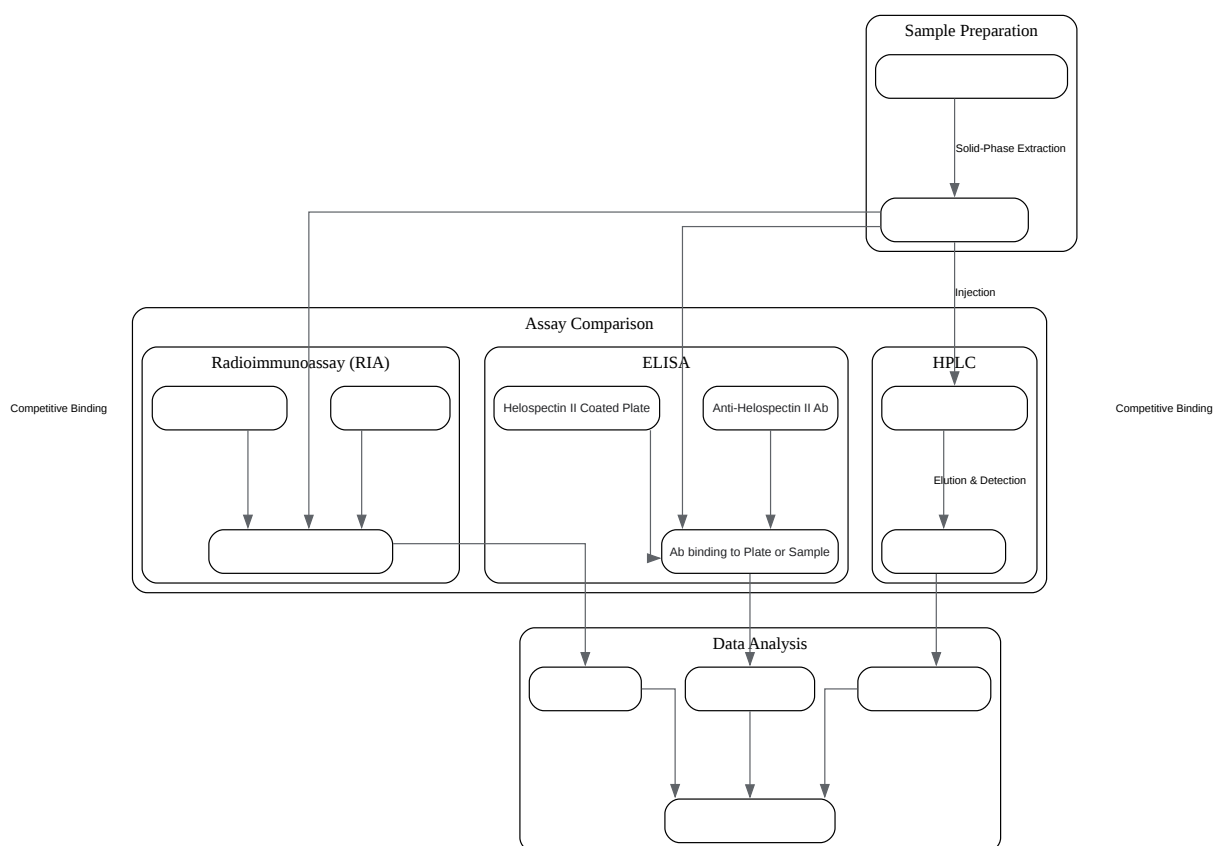 Sample Preparation
Solid-Phase Extraction
Injection
Assay Comparison
Radioimmunoassay (RIA)
ELISA
HPLC
Competitive Binding
Helospectin II Coated Plate
Anti-Helospectin II Ab
Competitive Binding
Elution & Detection
Ab binding to Plate or Sample
Data Analysis